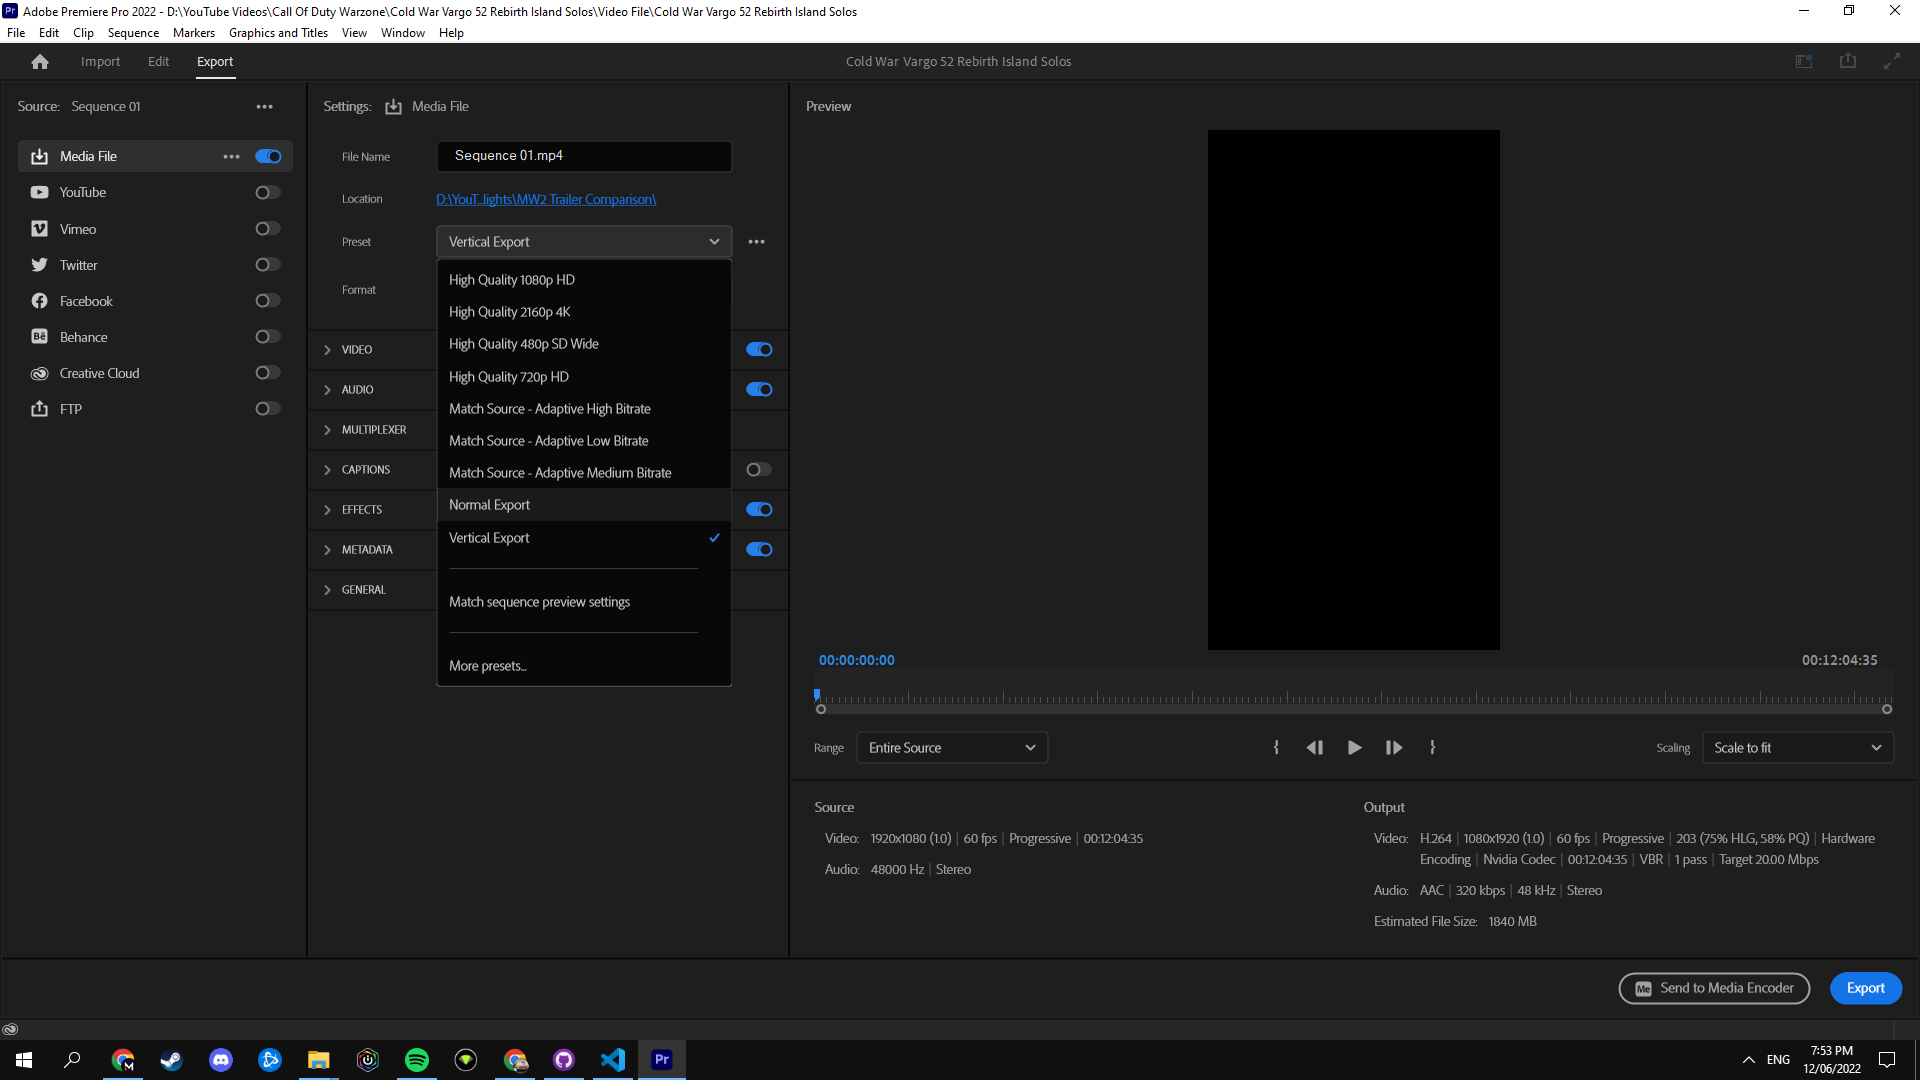 Adobe Premiere Pro 2022 - D:\YouTube Videos\Call Of Duty Warzone\Cold War Vargo 52 Rebirth Island Solos\Video File\Cold War Vargo 52 Rebirth Island Solos
File Edit Clip Sequence Markers Graphics and Titles View Window Help
Import Edit Export
Cold War Vargo 52 Rebirth Island Solos
Source: Sequence 01
Media File
YouTube
Vimeo
Twitter
Facebook
Behance
Creative Cloud
FTP
Settings: Media File
File Name Sequence 01.mp4
Location D:\YouT...lights\MW2 Trailer Comparison\
Preset Vertical Export
Format
High Quality 1080p HD
High Quality 2160p 4K
High Quality 480p SD Wide
High Quality 720p HD
Match Source - Adaptive High Bitrate
Match Source - Adaptive Low Bitrate
Match Source - Adaptive Medium Bitrate
Normal Export
Vertical Export
Match sequence preview settings
More presets...
VIDEO
AUDIO
MULTIPLEXER
CAPTIONS
EFFECTS
METADATA
GENERAL
Preview
00:00:00:00
00:12:04:35
Range Entire Source
Scaling Scale to fit
Source
Video: 1920x1080 (1.0) | 60 fps | Progressive | 00:12:04:35
Audio: 48000 Hz | Stereo
Output
Video: H.264 | 1080x1920 (1.0) | 60 fps | Progressive | 203 (75% HLG, 58% PQ) | Hardware
Encoding | Nvidia Codec | 00:12:04:35 | VBR | 1 pass | Target 20.00 Mbps
Audio: AAC | 320 kbps | 48 kHz | Stereo
Estimated File Size: 1840 MB
Me Send to Media Encoder
Export
Pr
ENG
7:53 PM
12/06/2022